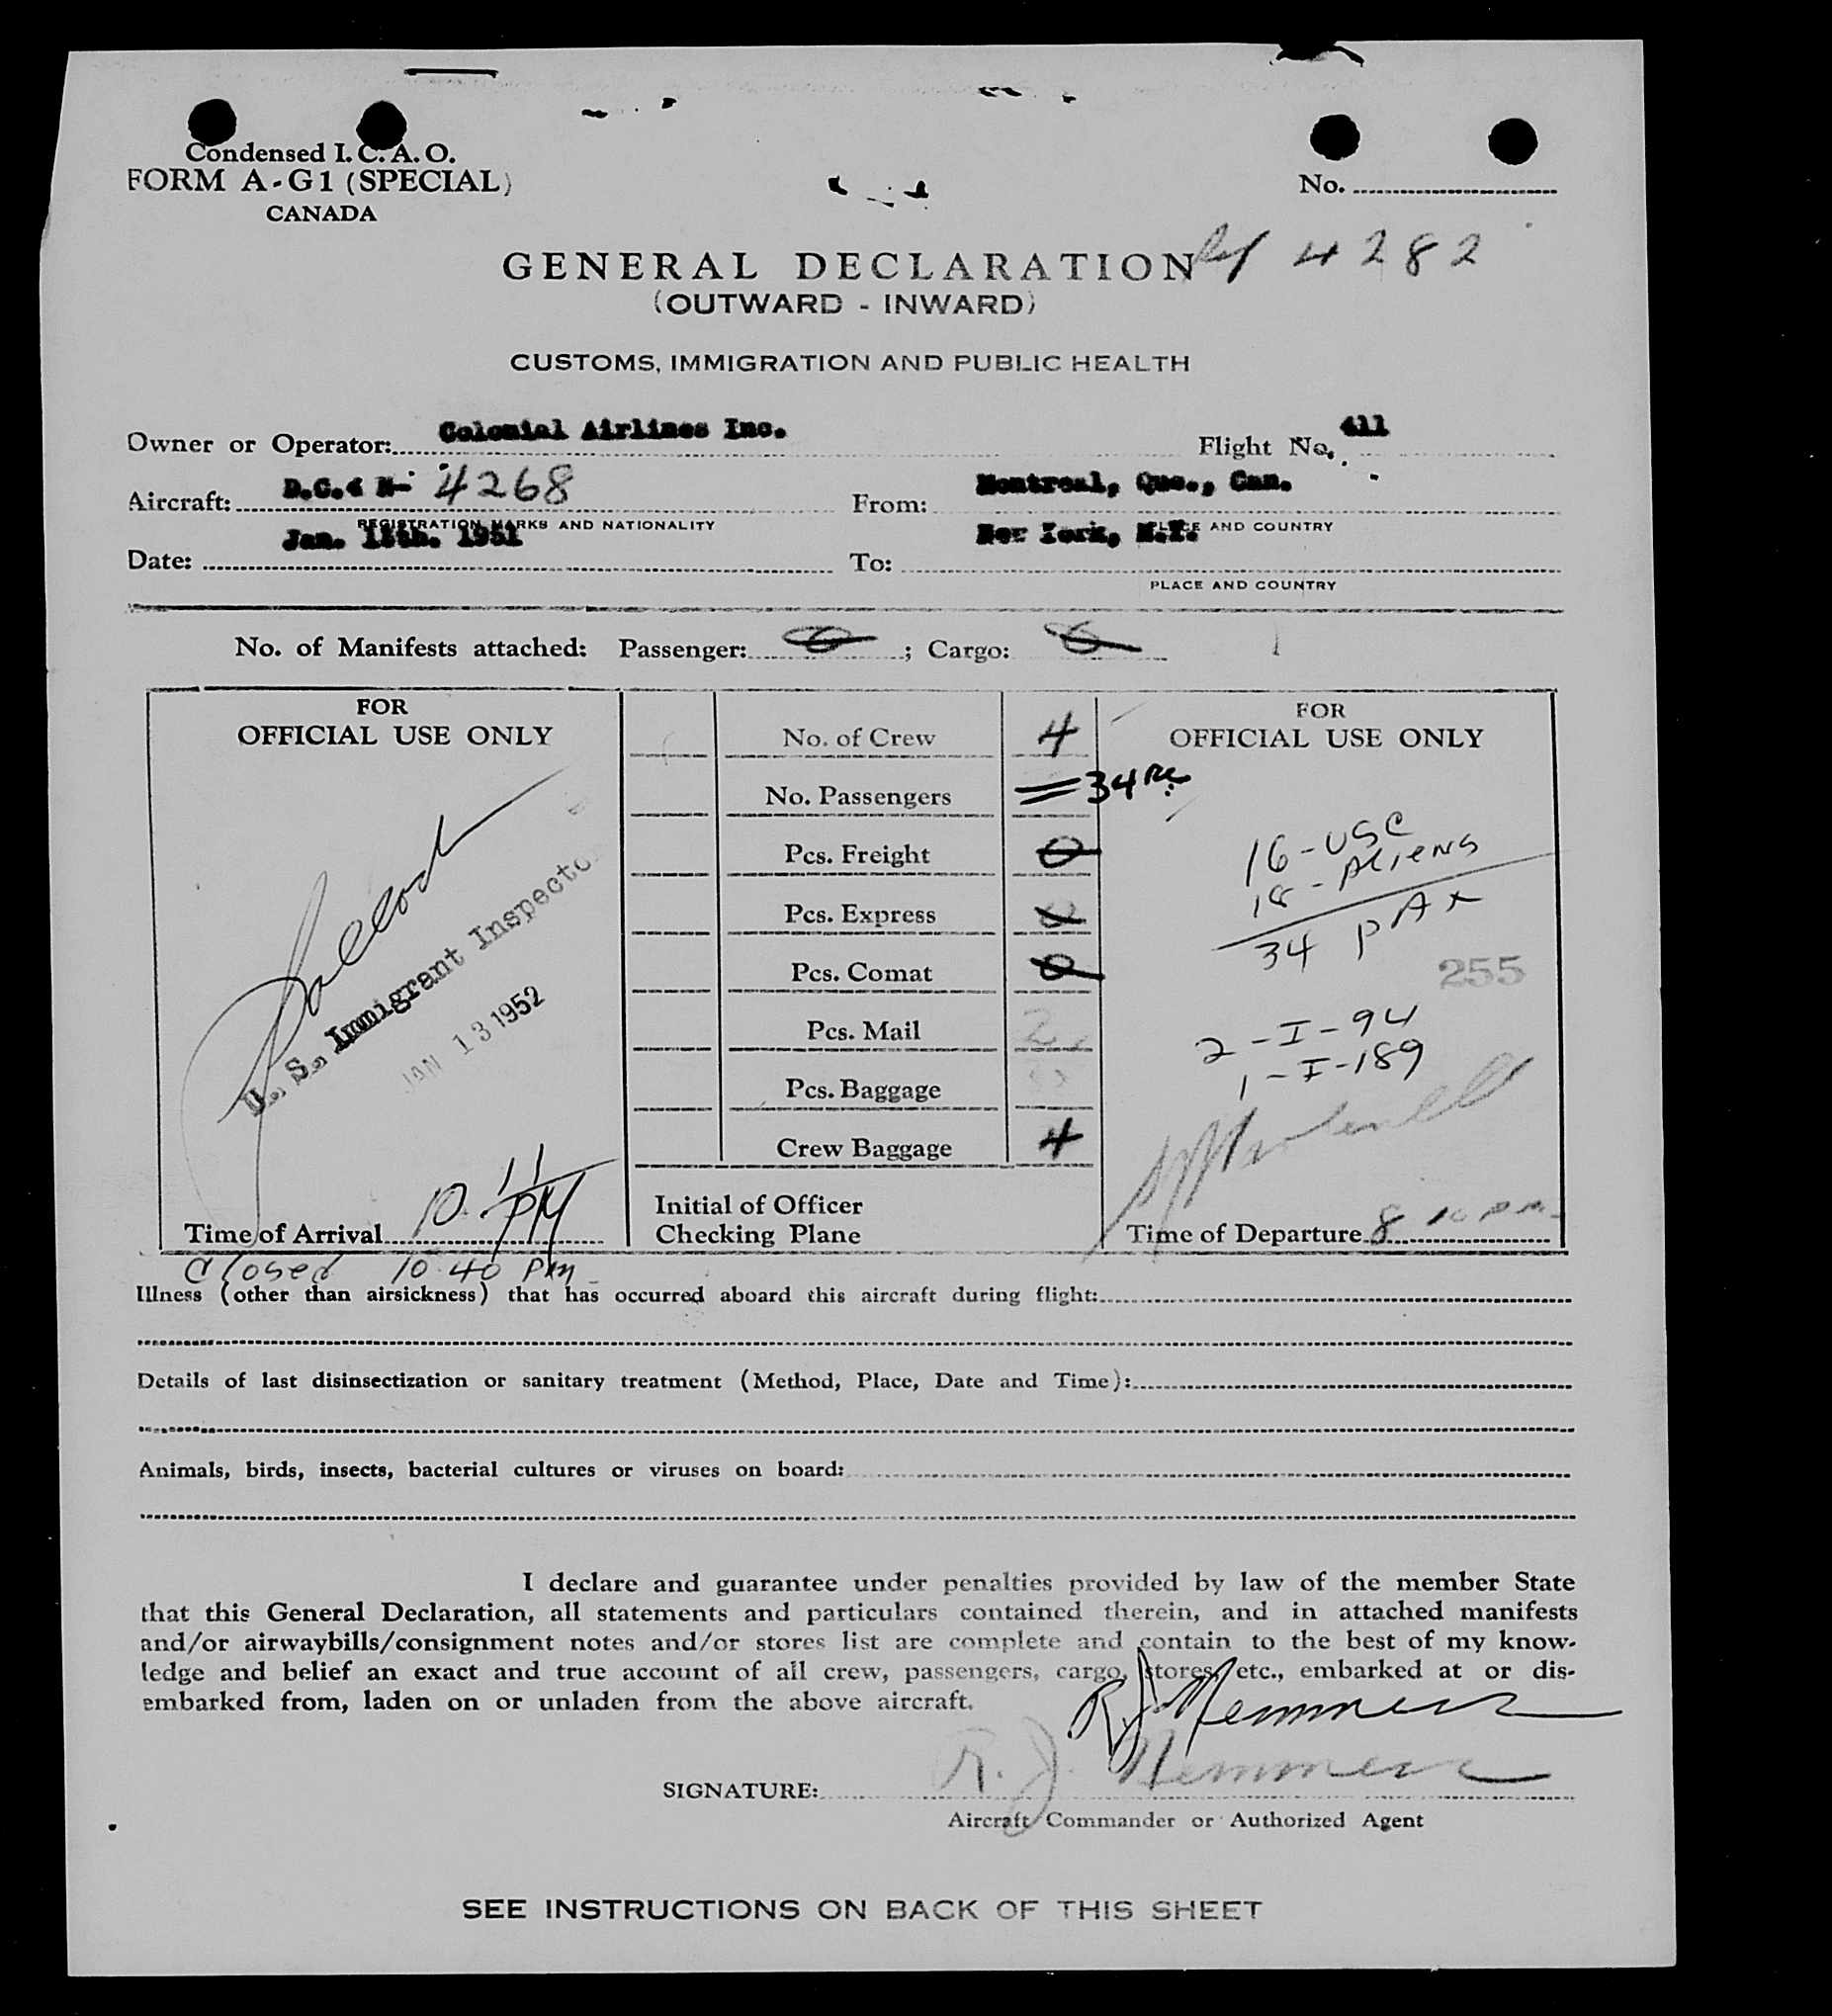 Condensed I. C. A. O.
FORM A-G1 (SPECIAL)
CANADA
No.
4282
GENERAL DECLARATION
(OUTWARD - INWARD)
CUSTOMS, IMMIGRATION AND PUBLIC HEALTH
Owner or Operator: Colonial Airlines Inc. Flight No. 411
Aircraft: D.C.4 N- 4268 From: Montreal, Que., Can.
REGISTRATION MARKS AND NATIONALITY PLACE AND COUNTRY
Date: Jan. 1951 To: New York, N.Y.
PLACE AND COUNTRY
No. of Manifests attached: Passenger: 0 ; Cargo: 0
FOR
OFFICIAL USE ONLY
U. S. Immigrant Inspector
JAN 13 1952
Time of Arrival 10 11 PM
Closed 10 40 PM
No. of Crew 4
No. Passengers 34
Pcs. Freight 0
Pcs. Express 0
Pcs. Comat 0
Pcs. Mail 2
Pcs. Baggage
Crew Baggage 4
Initial of Officer
Checking Plane
FOR
OFFICIAL USE ONLY
16 - USC
18 - Aliens
34 PAX
255
2 - I - 94
1 - I - 189
Time of Departure 8 10 PM
Illness (other than airsickness) that has occurred aboard this aircraft during flight:
Details of last disinsectization or sanitary treatment (Method, Place, Date and Time):
Animals, birds, insects, bacterial cultures or viruses on board:
I declare and guarantee under penalties provided by law of the member State
that this General Declaration, all statements and particulars contained therein, and in attached manifests
and/or airwaybills/consignment notes and/or stores list are complete and contain to the best of my know-
ledge and belief an exact and true account of all crew, passengers, cargo, stores, etc., embarked at or dis-
embarked from, laden on or unladen from the above aircraft.
R. J.
SIGNATURE: R. J.
Aircraft Commander or Authorized Agent
SEE INSTRUCTIONS ON BACK OF THIS SHEET